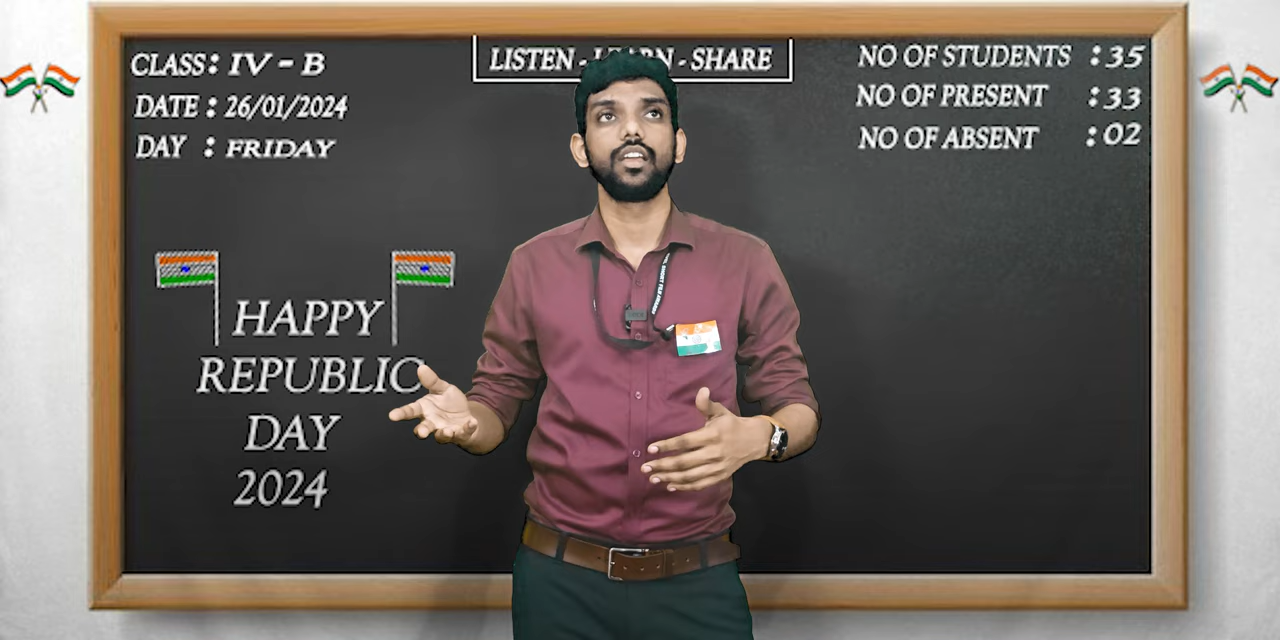 CLASS : IV - B
DATE : 26/01/2024
DAY : FRIDAY
LISTEN - LEARN - SHARE
NO OF STUDENTS : 35
NO OF PRESENT : 33
NO OF ABSENT : 02
HAPPY
REPUBLIC
DAY
2024